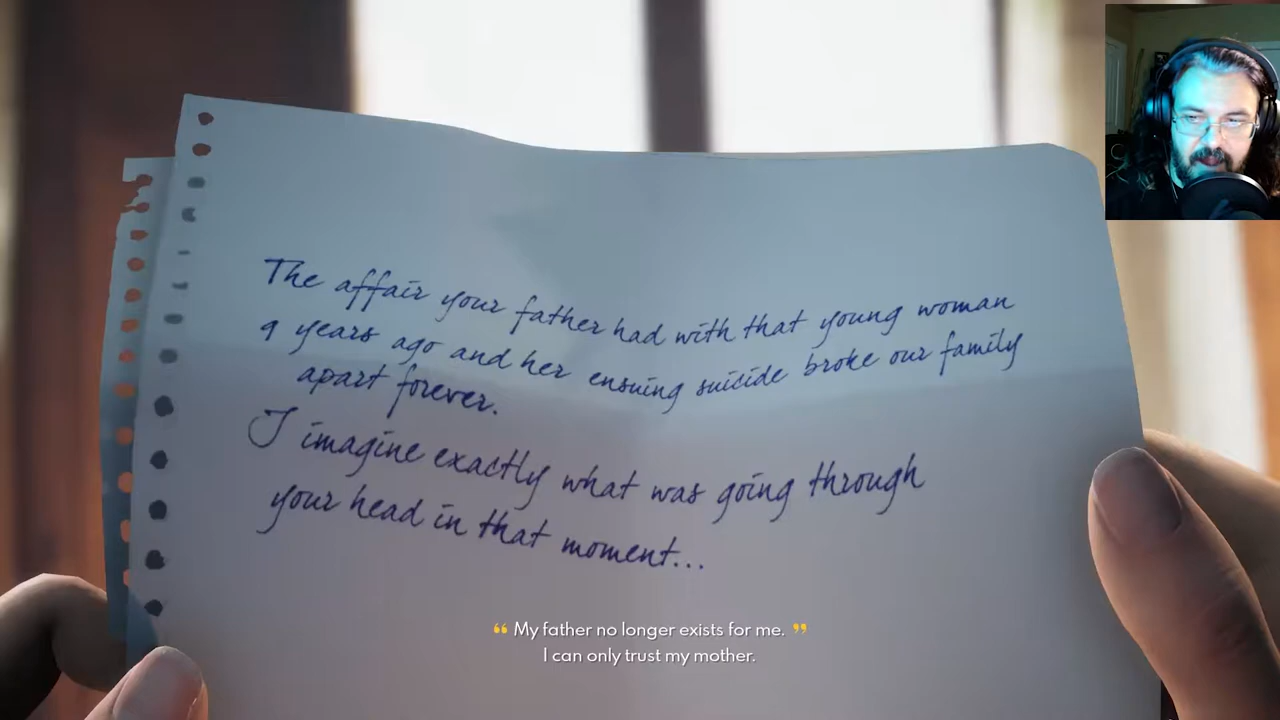 The affair your father had with that young woman
9 years ago and her ensuing suicide broke our family
apart forever.
I imagine exactly what was going through
your head in that moment...
“ My father no longer exists for me. ”
I can only trust my mother.